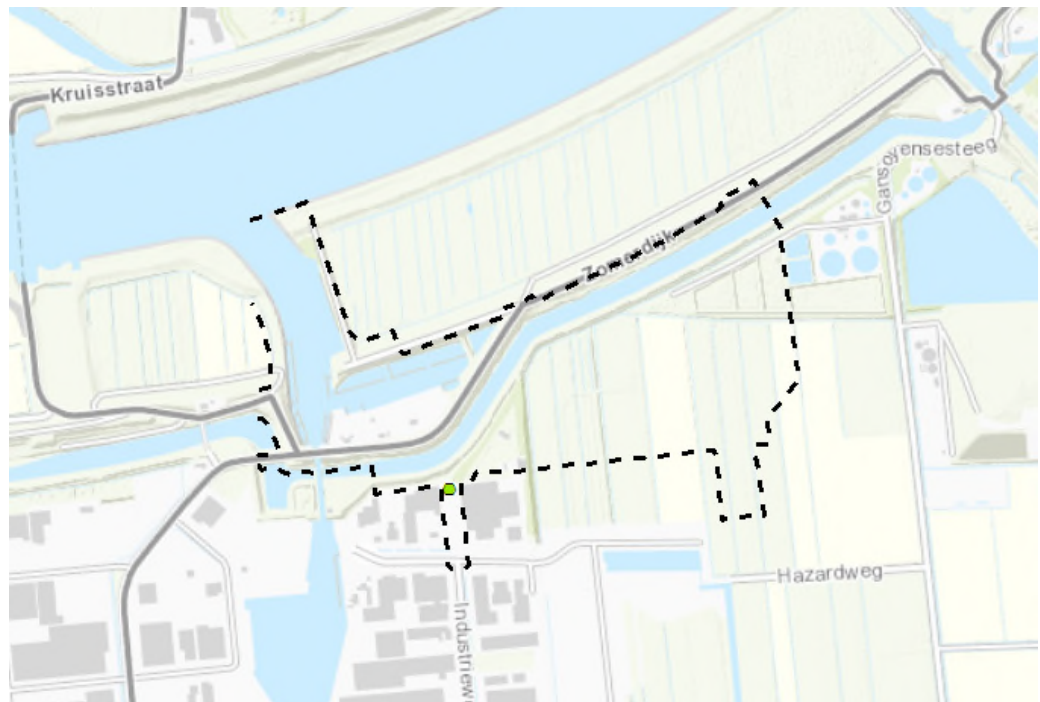 Kruisstraat
Gansoyensesteeg
Zomerdijk
Hazardweg
Industriew